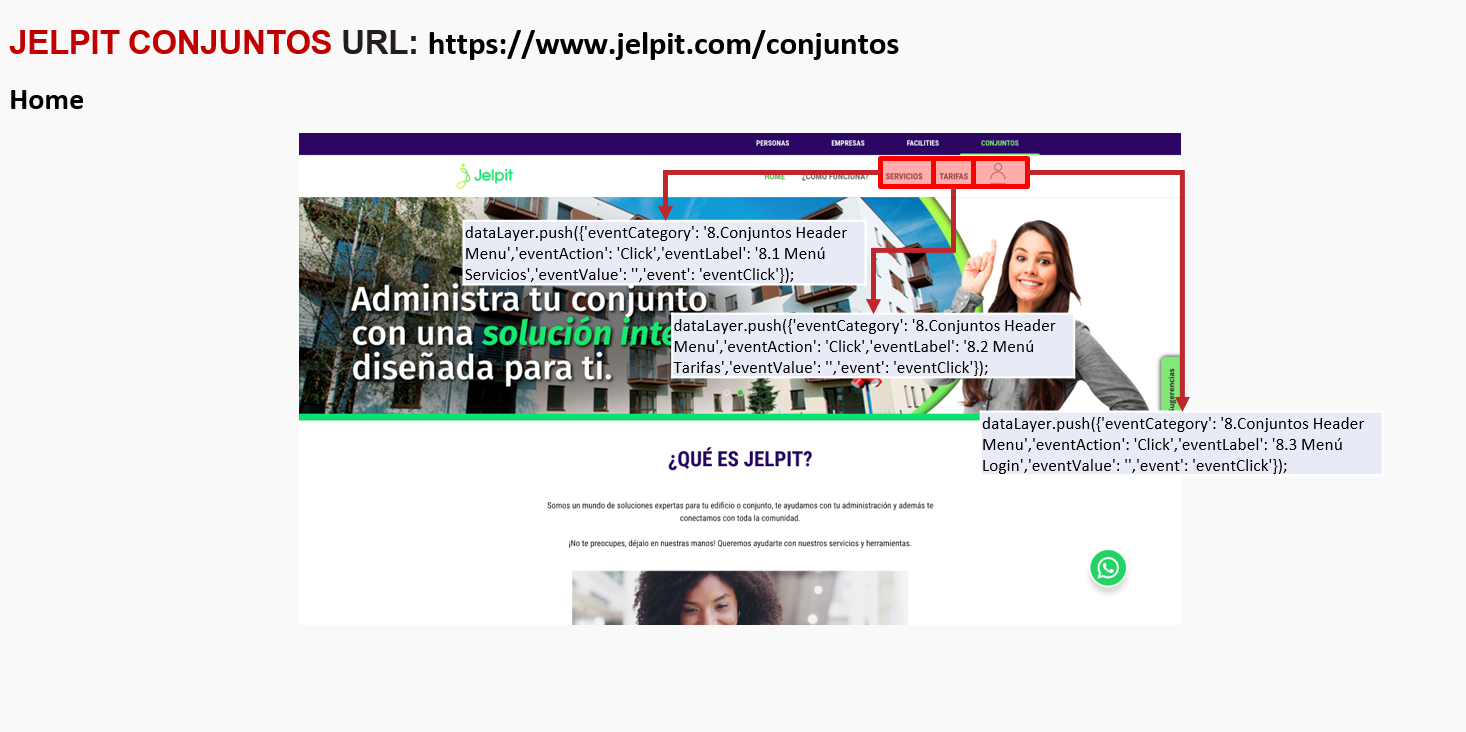 JELPIT CONJUNTOS URL: https://www.jelpit.com/conjuntos
Home
PERSONAS EMPRESAS FACILITIES CONJUNTOS
Jelpit HOME ¿CÓMO FUNCIONA? SERVICIOS TARIFAS
dataLayer.push({'eventCategory': '8.Conjuntos Header
Menu','eventAction': 'Click','eventLabel': '8.1 Menú
Servicios','eventValue': '','event': 'eventClick'});
Administra tu conjunto
con una solución inte
diseñada para ti.
dataLayer.push({'eventCategory': '8.Conjuntos Header
Menu','eventAction': 'Click','eventLabel': '8.2 Menú
Tarifas','eventValue': '','event': 'eventClick'});
Sugerencias
dataLayer.push({'eventCategory': '8.Conjuntos Header
Menu','eventAction': 'Click','eventLabel': '8.3 Menú
Login','eventValue': '','event': 'eventClick'});
¿QUÉ ES JELPIT?
Somos un mundo de soluciones expertas para tu edificio o conjunto, te ayudamos con tu administración y además te
conectamos con toda la comunidad.
¡No te preocupes, déjalo en nuestras manos! Queremos ayudarte con nuestros servicios y herramientas.